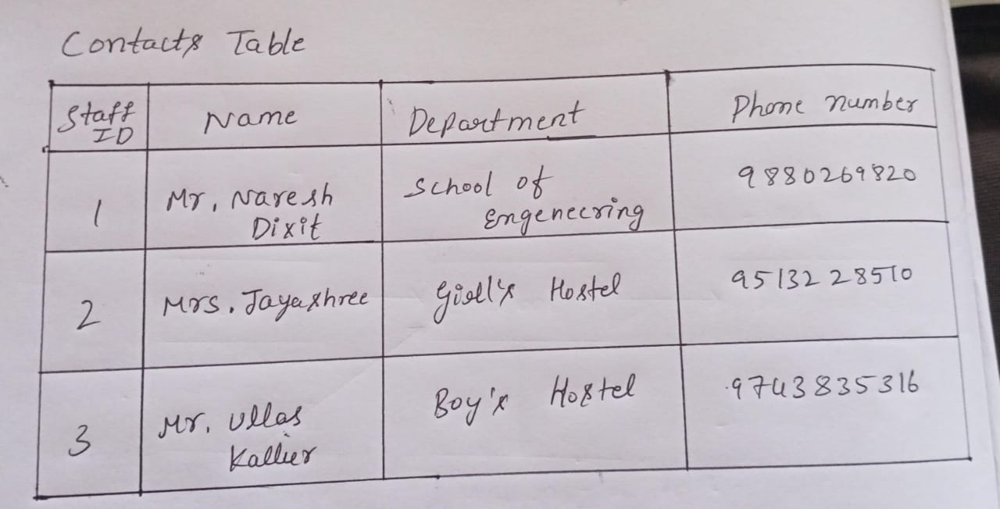 Contacts Table
Staff ID Name Department Phone number
1 Mr. Naresh Dixit School of Engeneering 9880269820
2 Mrs. Jayashree Girl's Hostel 9513228510
3 Mr. Ullas Kallier Boy's Hostel 9743835316